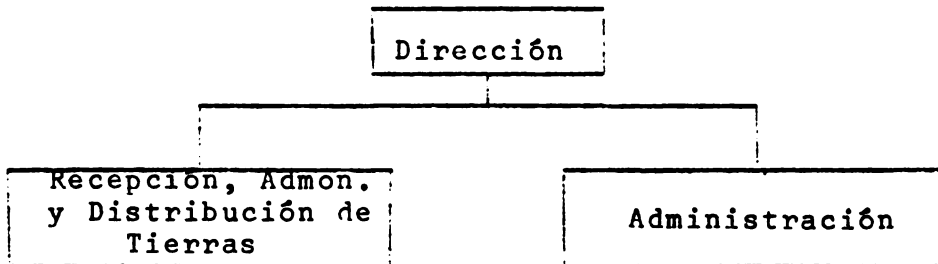 Dirección
Recepción, Admon.
y Distribución de
Tierras
Administración